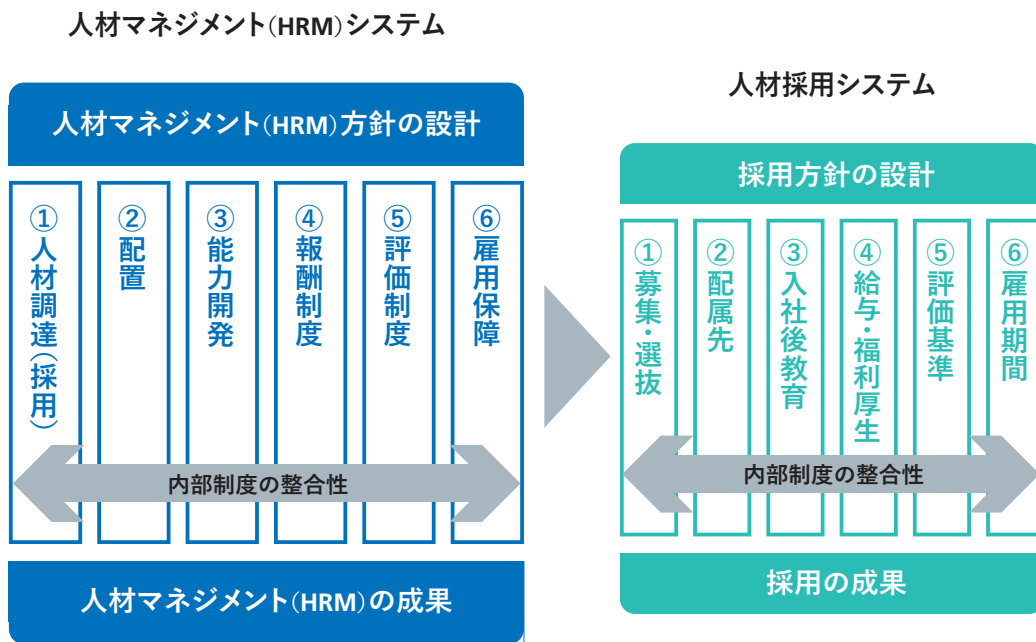 人材マネジメント(HRM)システム
人材マネジメント(HRM)方針の設計
①人材調達(採用)
②配置
③能力開発
④報酬制度
⑤評価制度
⑥雇用保障
内部制度の整合性
人材マネジメント(HRM)の成果
人材採用システム
採用方針の設計
①募集・選抜
②配属先
③入社後教育
④給与・福利厚生
⑤評価基準
⑥雇用期間
内部制度の整合性
採用の成果